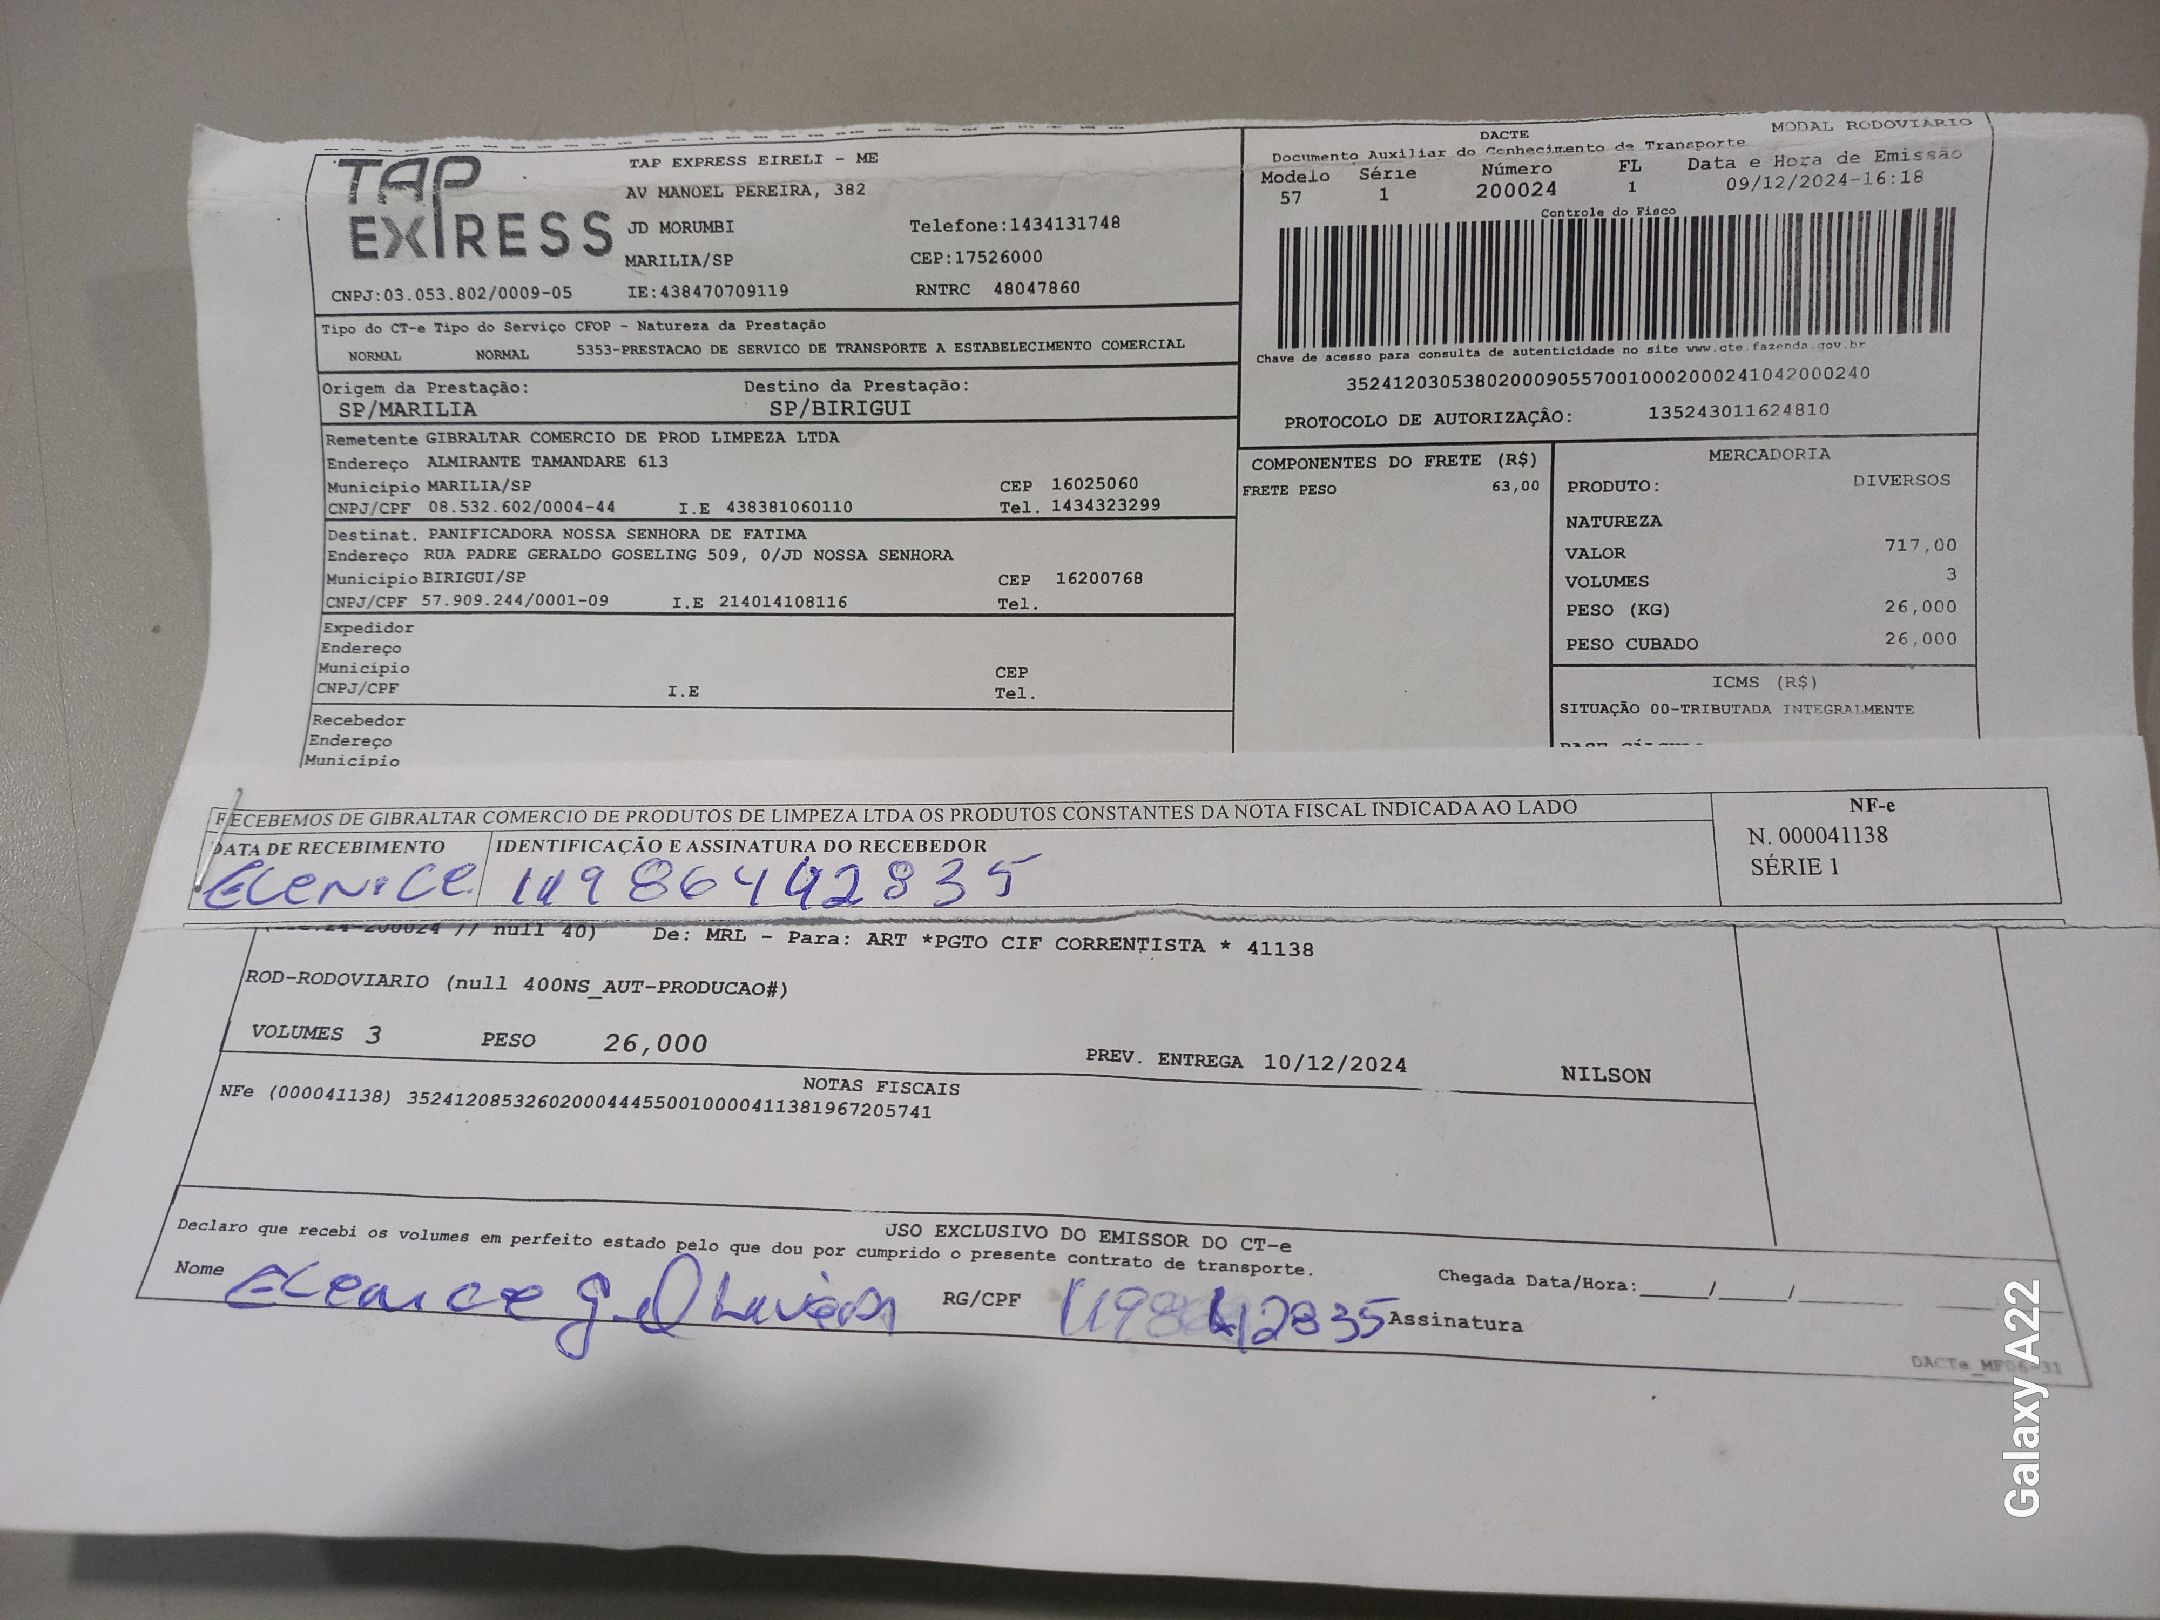 TAP EXPRESS
TAP EXPRESS EIRELI - ME
AV MANOEL PEREIRA, 382
JD MORUMBI Telefone:1434131748
MARILIA/SP CEP:17526000
CNPJ:03.053.802/0009-05 IE:438470709119 RNTRC 48047860
DACTE MODAL RODOVIARIO
Documento Auxiliar do Conhecimento de Transporte
Modelo Série Número FL Data e Hora de Emissão
57 1 200024 1 09/12/2024-16:18
Controle do Fisco
Chave de acesso para consulta de autenticidade no site www.cte.fazenda.gov.br
35241203053802000905570010002000241042000240
PROTOCOLO DE AUTORIZAÇÂO: 135243011624810
Tipo do CT-e Tipo do Serviço CFOP - Natureza da Prestação
NORMAL NORMAL 5353-PRESTACAO DE SERVICO DE TRANSPORTE A ESTABELECIMENTO COMERCIAL
Origem da Prestação: Destino da Prestação:
SP/MARILIA SP/BIRIGUI
Remetente GIBRALTAR COMERCIO DE PROD LIMPEZA LTDA
Endereço ALMIRANTE TAMANDARE 613
Município MARILIA/SP CEP 16025060
CNPJ/CPF 08.532.602/0004-44 I.E 438381060110 Tel. 1434323299
Destinat. PANIFICADORA NOSSA SENHORA DE FATIMA
Endereço RUA PADRE GERALDO GOSELING 509, 0/JD NOSSA SENHORA
Município BIRIGUI/SP CEP 16200768
CNPJ/CPF 57.909.244/0001-09 I.E 214014108116 Tel.
Expedidor
Endereço
Município CEP
CNPJ/CPF I.E Tel.
Recebedor
Endereço
Município
COMPONENTES DO FRETE (R$)
FRETE PESO 63,00
MERCADORIA
PRODUTO: DIVERSOS
NATUREZA
VALOR 717,00
VOLUMES 3
PESO (KG) 26,000
PESO CUBADO 26,000
ICMS (R$)
SITUAÇÃO 00-TRIBUTADA INTEGRALMENTE
RECEBEMOS DE GIBRALTAR COMERCIO DE PRODUTOS DE LIMPEZA LTDA OS PRODUTOS CONSTANTES DA NOTA FISCAL INDICADA AO LADO
DATA DE RECEBIMENTO IDENTIFICAÇÃO E ASSINATURA DO RECEBEDOR
ELENICE 11986442835
NF-e
N. 000041138
SÉRIE 1
null 40) De: MRL - Para: ART *PGTO CIF CORRENTISTA * 41138
ROD-RODOVIARIO (null 400NS_AUT-PRODUCAO#)
VOLUMES 3 PESO 26,000 PREV. ENTREGA 10/12/2024 NILSON
NOTAS FISCAIS
NFe (000041138) 35241208532602000444550010000411381967205741
USO EXCLUSIVO DO EMISSOR DO CT-e
Declaro que recebi os volumes em perfeito estado pelo que dou por cumprido o presente contrato de transporte.
Nome Elenice g. Oliveira RG/CPF Assinatura
Chegada Data/Hora:_____/_____/
Galaxy A22